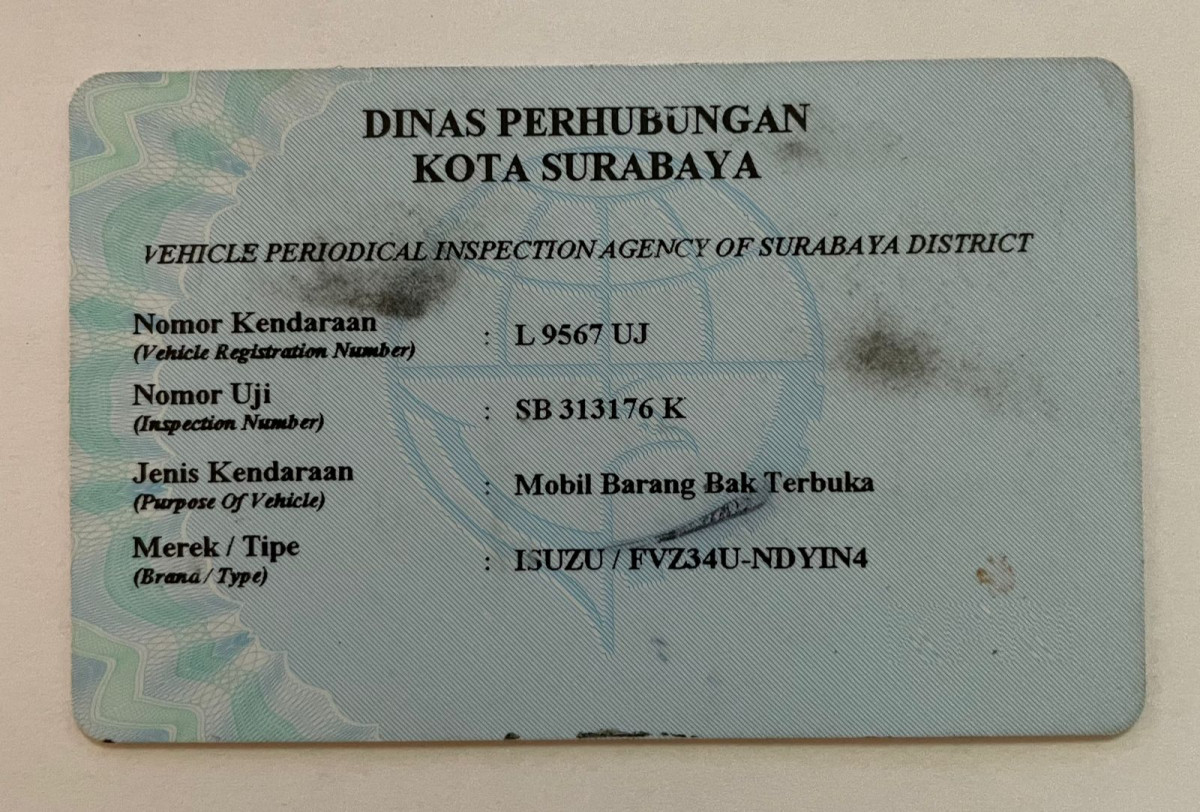 DINAS PERHUBUNGAN
KOTA SURABAYA
VEHICLE PERIODICAL INSPECTION AGENCY OF SURABAYA DISTRICT
Nomor Kendaraan : L 9567 UJ
(Vehicle Registration Number)
Nomor Uji : SB 313176 K
(Inspection Number)
Jenis Kendaraan : Mobil Barang Bak Terbuka
(Purpose Of Vehicle)
Merek / Tipe : ISUZU / FVZ34U-NDYIN4
(Brand / Type)